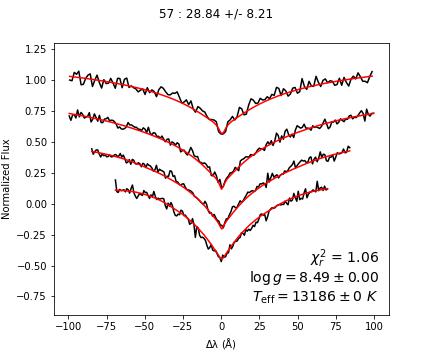 57 : 28.84 +/- 8.21
1.25
1.00
0.75
0.50
0.25
0.00
−0.25
−0.50
−0.75
Normalized Flux
χ²ᵣ = 1.06
log g = 8.49 ± 0.00
T_eff = 13186 ± 0 K
−100 −75 −50 −25 0 25 50 75 100
Δλ (Å)